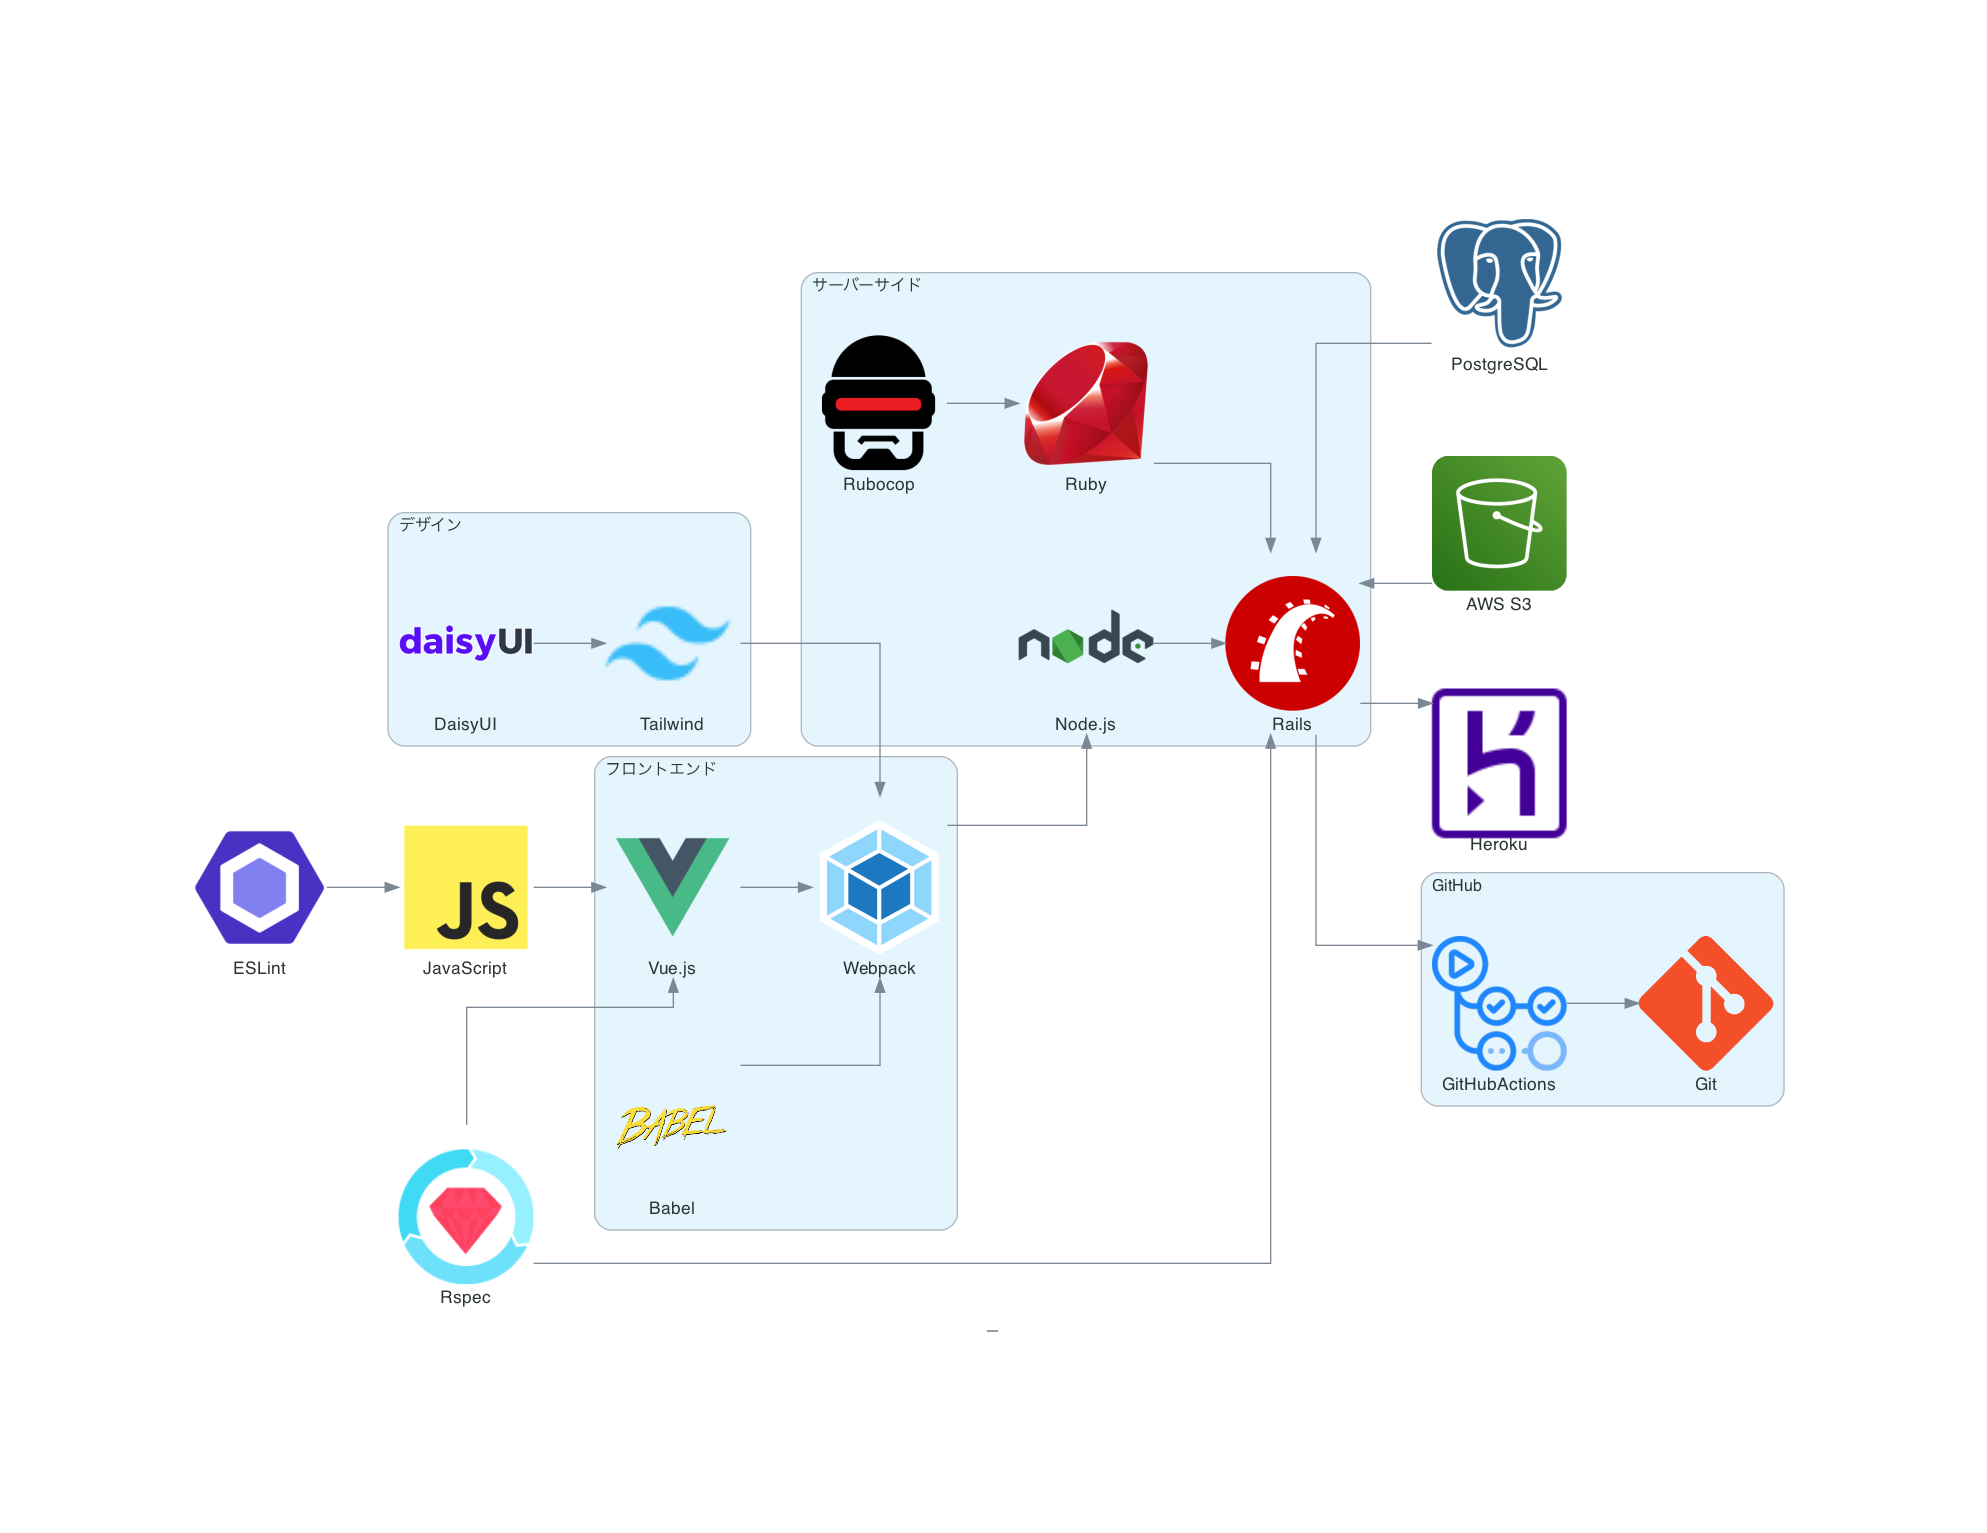 サーバーサイド
PostgreSQL
Rubocop
Ruby
デザイン
AWS S3
daisyUI
node
DaisyUI
Tailwind
Node.js
Rails
フロントエンド
Heroku
GitHub
JS
ESLint
JavaScript
Vue.js
Webpack
GitHubActions
Git
BABEL
Babel
Rspec